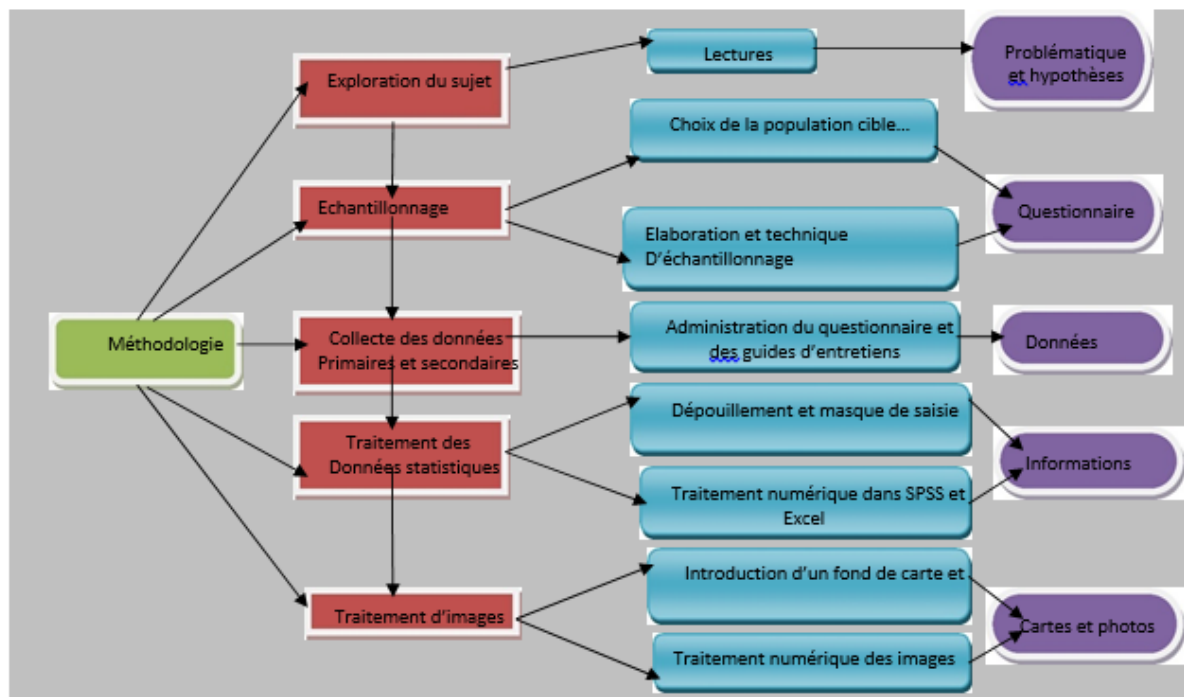 Méthodologie
Exploration du sujet
Lectures
Problématique
et hypothèses
Echantillonnage
Choix de la population cible...
Elaboration et technique
D'échantillonnage
Questionnaire
Collecte des données
Primaires et secondaires
Administration du questionnaire et
des guides d'entretiens
Données
Traitement des
Données statistiques
Dépouillement et masque de saisie
Traitement numérique dans SPSS et
Excel
Informations
Traitement d'images
Introduction d'un fond de carte et
Traitement numérique des images
Cartes et photos